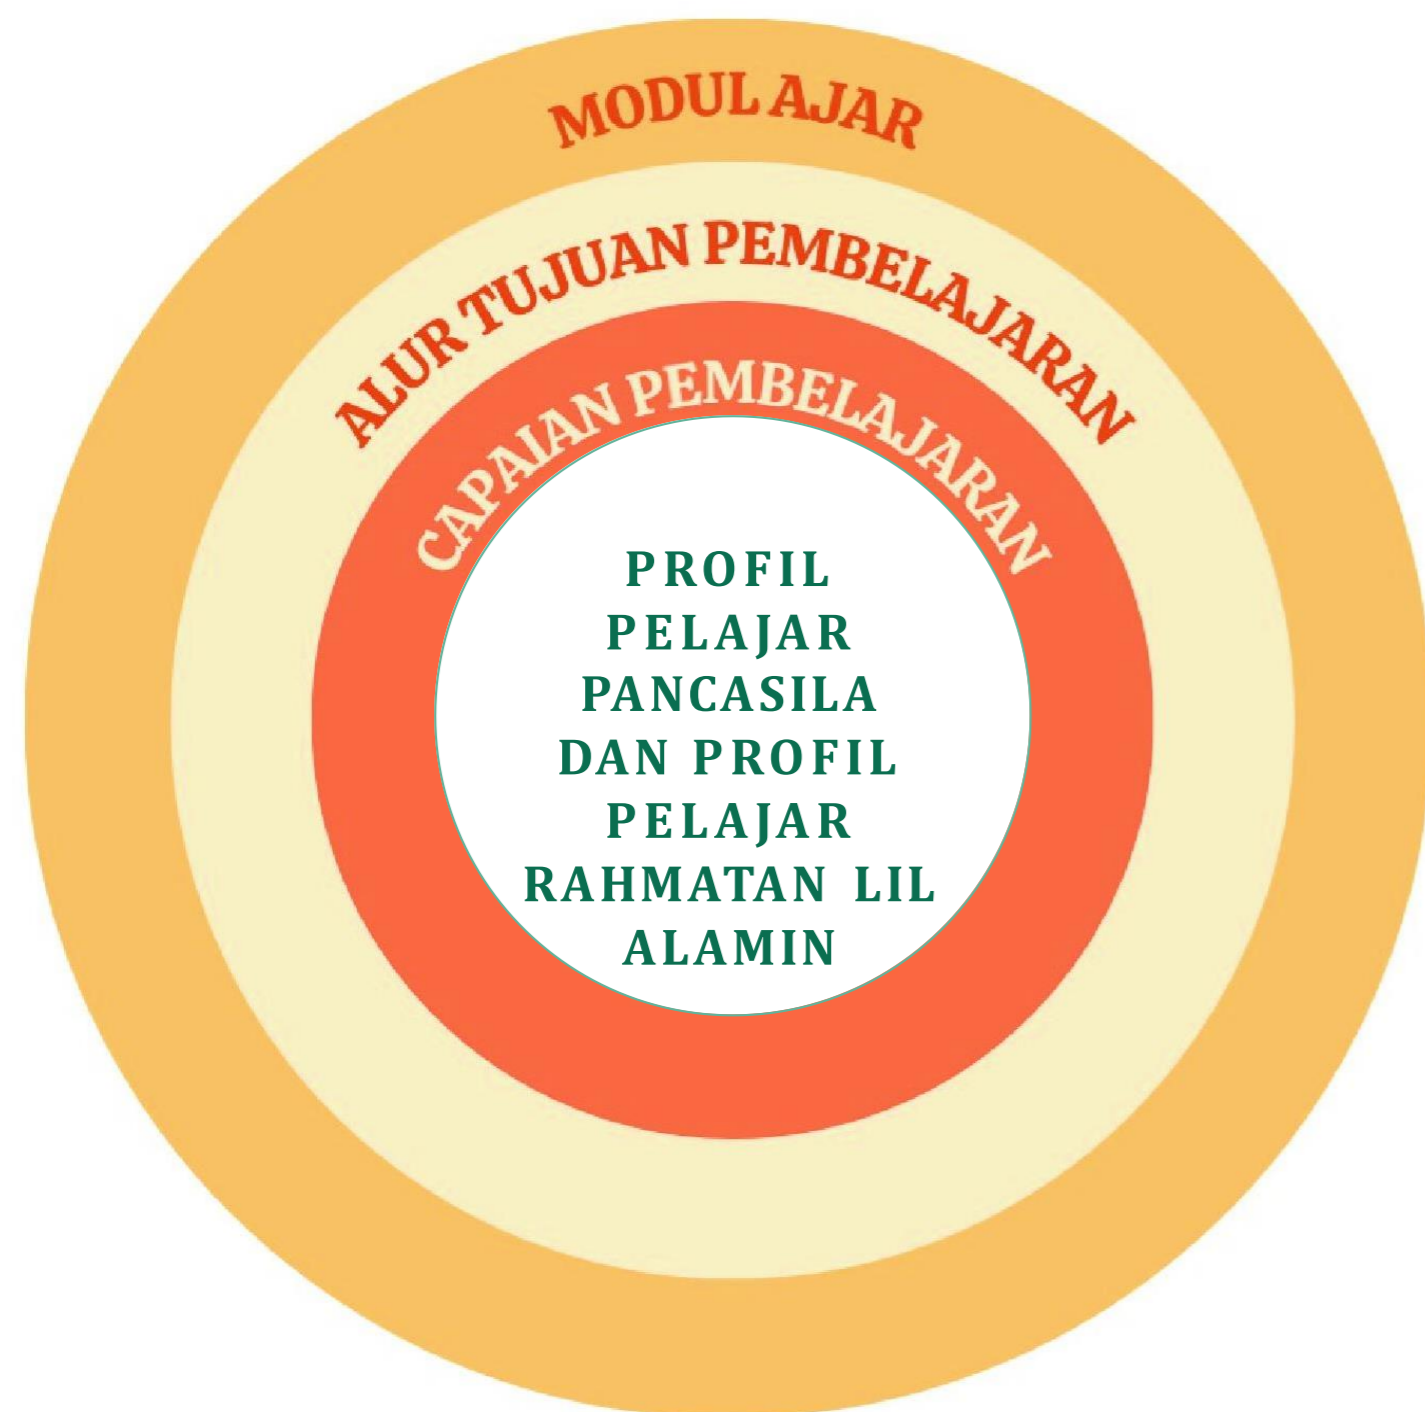 MODUL AJAR
ALUR TUJUAN PEMBELAJARAN
CAPAIAN PEMBELAJARAN
PROFIL
PELAJAR
PANCASILA
DAN PROFIL
PELAJAR
RAHMATAN LIL
ALAMIN